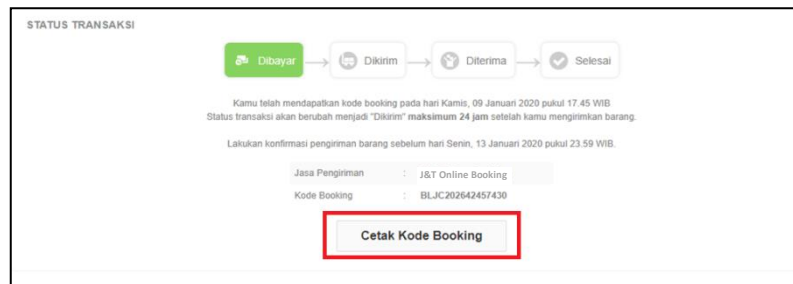 STATUS TRANSAKSI
Dibayar
Dikirim
Diterima
Selesai
Kamu telah mendapatkan kode booking pada hari Kamis, 09 Januari 2020 pukul 17.45 WIB
Status transaksi akan berubah menjadi "Dikirim" maksimum 24 jam setelah kamu mengirimkan barang.
Lakukan konfirmasi pengiriman barang sebelum hari Senin, 13 Januari 2020 pukul 23.59 WIB.
Jasa Pengiriman : J&T Online Booking
Kode Booking : BLJC202642457430
Cetak Kode Booking